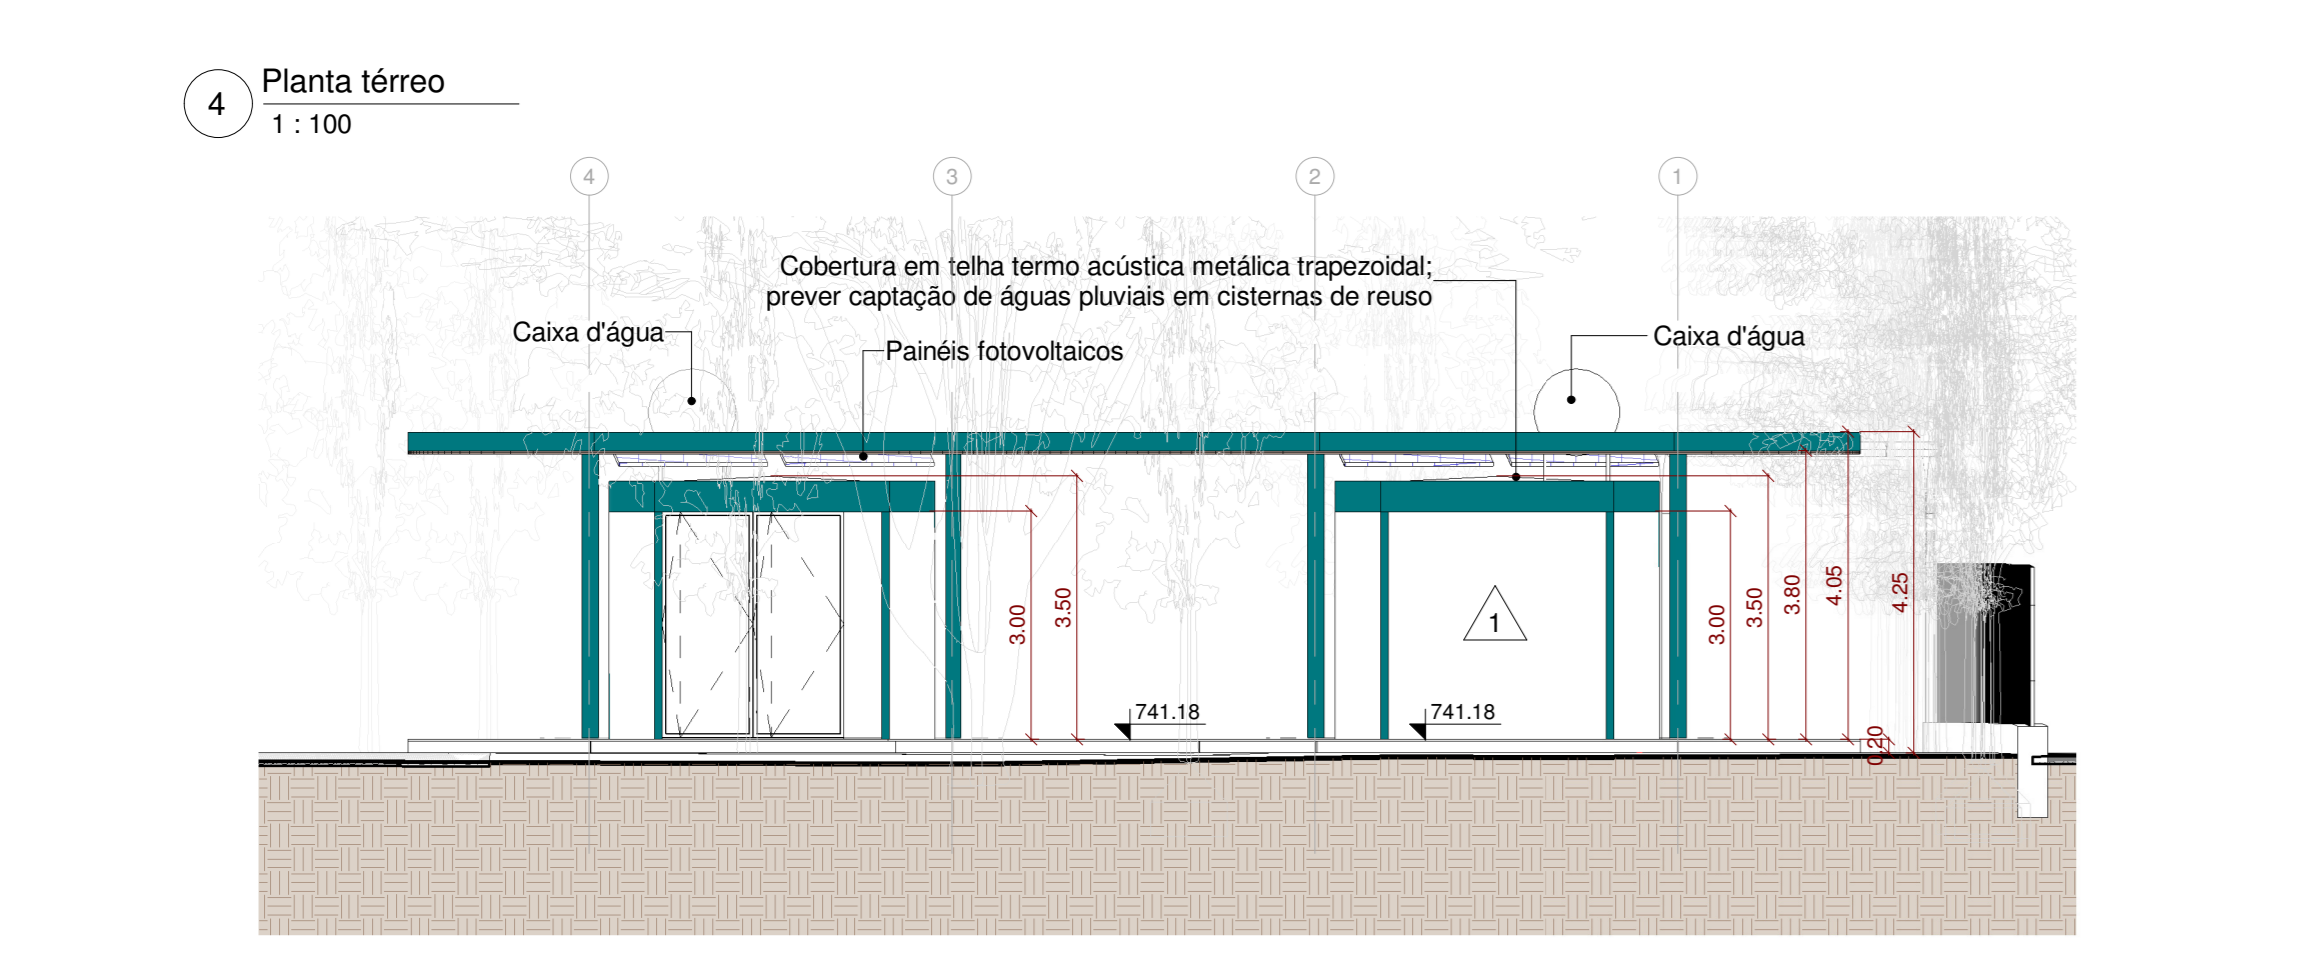 4
Planta térreo
1 : 100
4
3
2
1
Cobertura em telha termo acústica metálica trapezoidal;
prever captação de águas pluviais em cisternas de reuso
Caixa d'água
Painéis fotovoltaicos
Caixa d'água
3.00
3.50
1
3.00
3.50
3.80
4.05
4.25
741.18
741.18
0.20